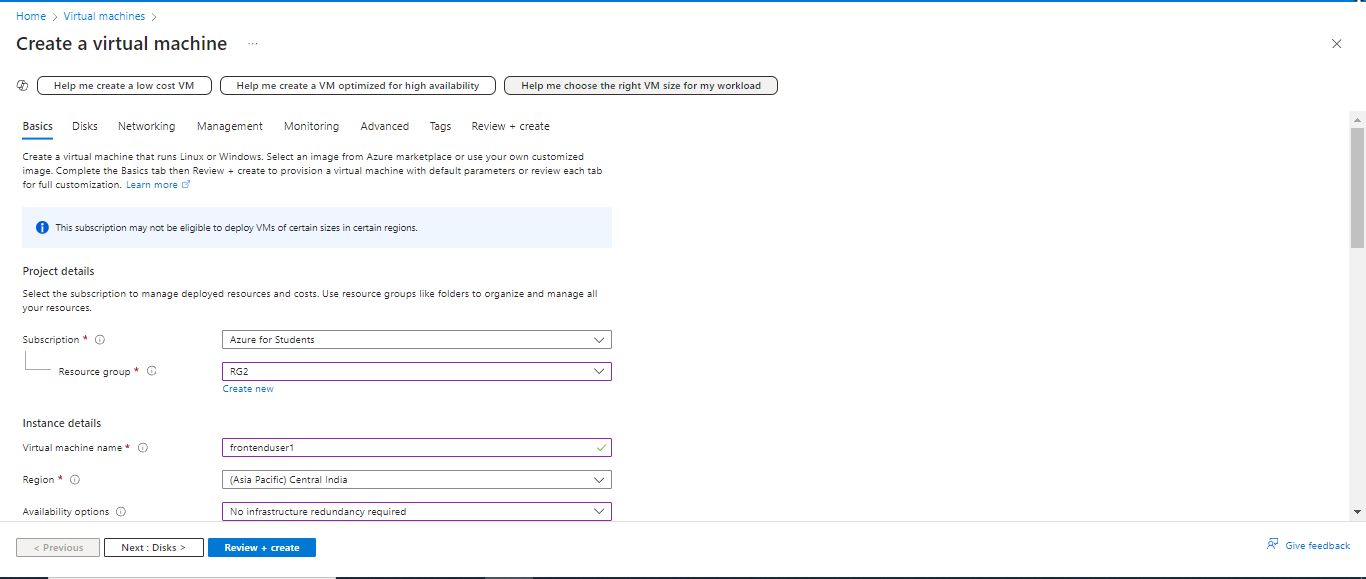 Home > Virtual machines >
Create a virtual machine ...
Help me create a low cost VM
Help me create a VM optimized for high availability
Help me choose the right VM size for my workload
Basics Disks Networking Management Monitoring Advanced Tags Review + create
Create a virtual machine that runs Linux or Windows. Select an image from Azure marketplace or use your own customized
image. Complete the Basics tab then Review + create to provision a virtual machine with default parameters or review each tab
for full customization. Learn more
This subscription may not be eligible to deploy VMs of certain sizes in certain regions.
Project details
Select the subscription to manage deployed resources and costs. Use resource groups like folders to organize and manage all
your resources.
Subscription * Azure for Students
Resource group * RG2
Create new
Instance details
Virtual machine name * frontenduser1
Region * (Asia Pacific) Central India
Availability options No infrastructure redundancy required
< Previous Next : Disks > Review + create Give feedback